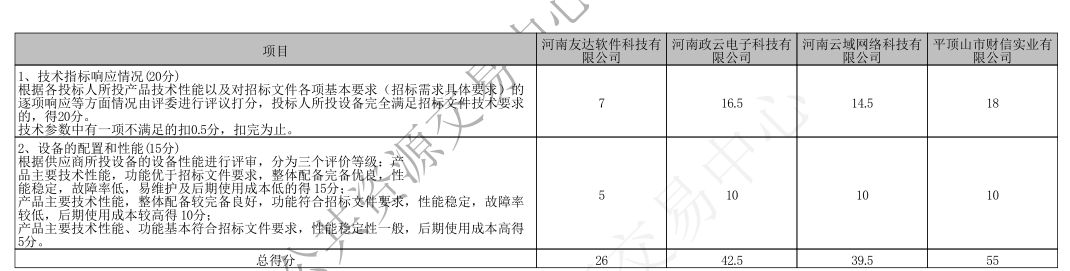 项目 河南友达软件科技有限公司 河南政云电子科技有限公司 河南云域网络科技有限公司 平顶山市财信实业有限公司
1、技术指标响应情况(20分)
根据各投标人所投产品技术性能以及对招标文件各项基本要求（招标需求具体要求）的
逐项响应等方面情况由评委进行评议打分，投标人所投设备完全满足招标文件技术要求
的，得20分。
技术参数中有一项不满足的扣0.5分，扣完为止。
7 16.5 14.5 18
2、设备的配置和性能(15分)
根据供应商所投设备的设备性能进行评审，分为三个评价等级：产
品主要技术性能，功能优于招标文件要求，整体配备完备优良，性
能稳定，故障率低，易维护及后期使用成本低的得 15分；
产品主要技术性能，整体配备较完备良好，功能符合招标文件要求，性能稳定，故障率
较低，后期使用成本较高得 10分；
产品主要技术性能、功能基本符合招标文件要求，性能稳定性一般，后期使用成本高得
5分。
5 10 10 10
总得分 26 42.5 39.5 55
公共资源交易中心
交易中心